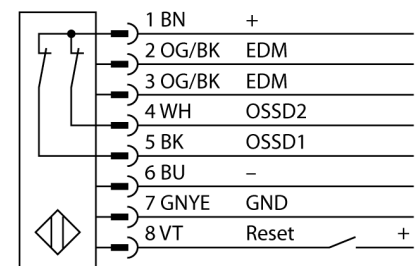 1 BN +
2 OG/BK EDM
3 OG/BK EDM
4 WH OSSD2
5 BK OSSD1
6 BU –
7 GNYE GND
8 VT Reset +